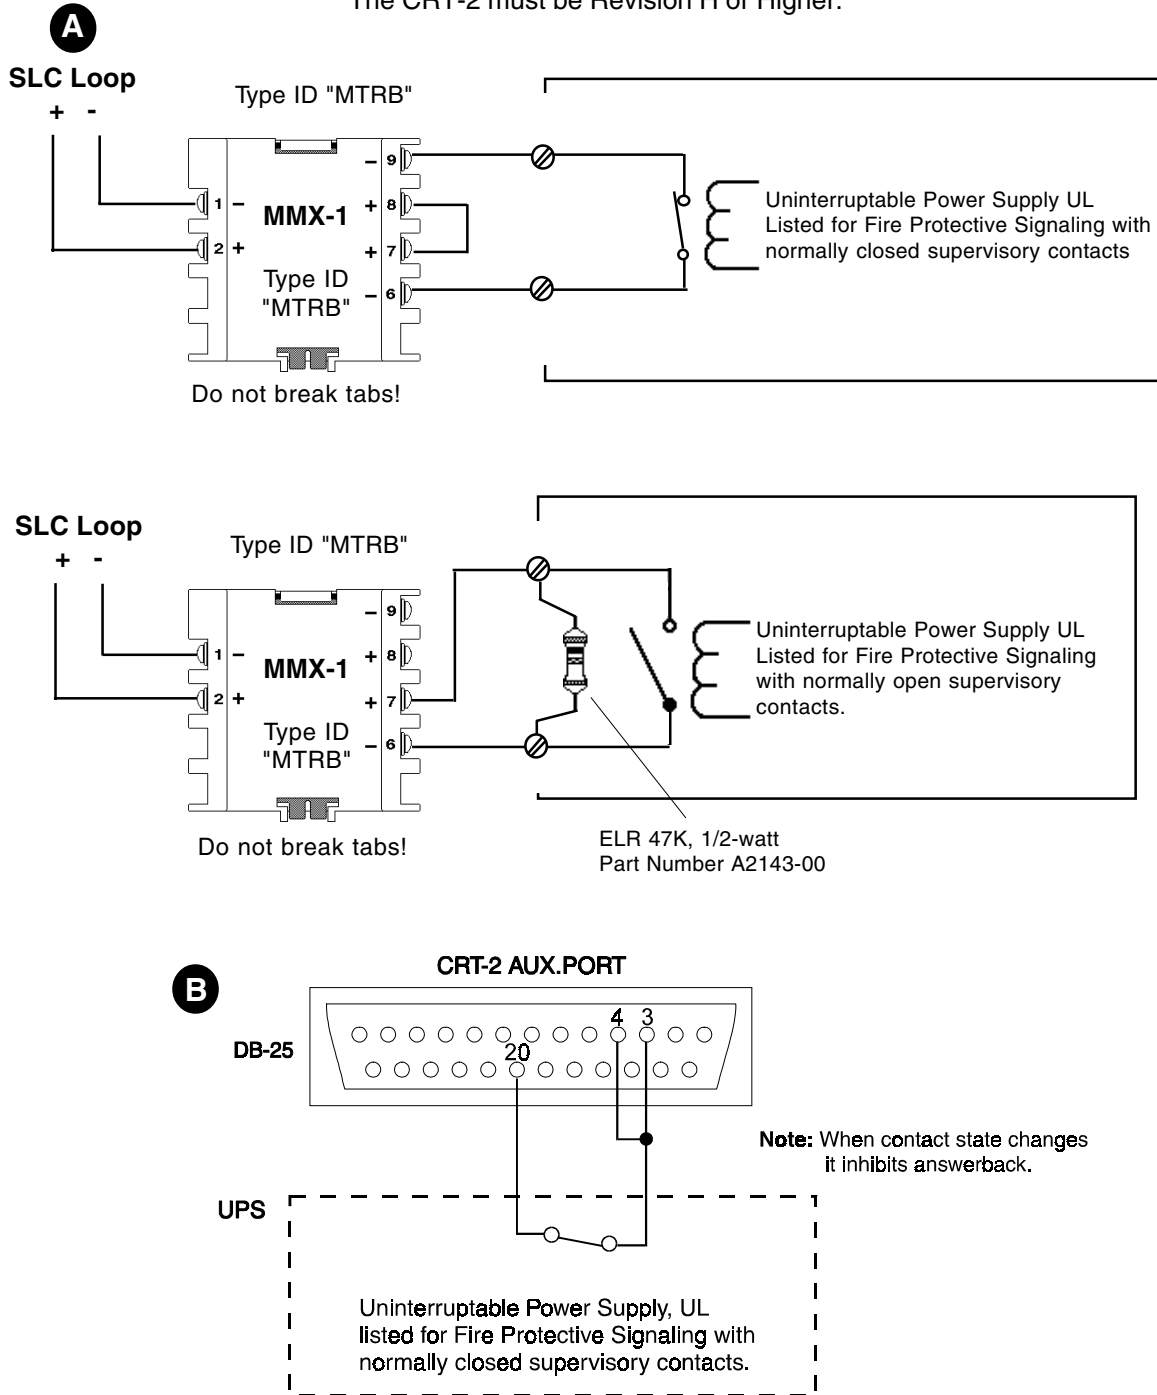 The CRT-2 must be Revision H or Higher.
A
SLC Loop
+ -
Type ID "MTRB"
1 -
2 +
MMX-1
Type ID
"MTRB"
- 9
+ 8
+ 7
- 6
Do not break tabs!
Uninterruptable Power Supply UL
Listed for Fire Protective Signaling with
normally closed supervisory contacts
SLC Loop
+ -
Type ID "MTRB"
1 -
2 +
MMX-1
Type ID
"MTRB"
- 9
+ 8
+ 7
- 6
Do not break tabs!
Uninterruptable Power Supply UL
Listed for Fire Protective Signaling
with normally open supervisory
contacts.
ELR 47K, 1/2-watt
Part Number A2143-00
B
CRT-2 AUX.PORT
DB-25
4 3
20
Note: When contact state changes
it inhibits answerback.
UPS
Uninterruptable Power Supply, UL
listed for Fire Protective Signaling with
normally closed supervisory contacts.